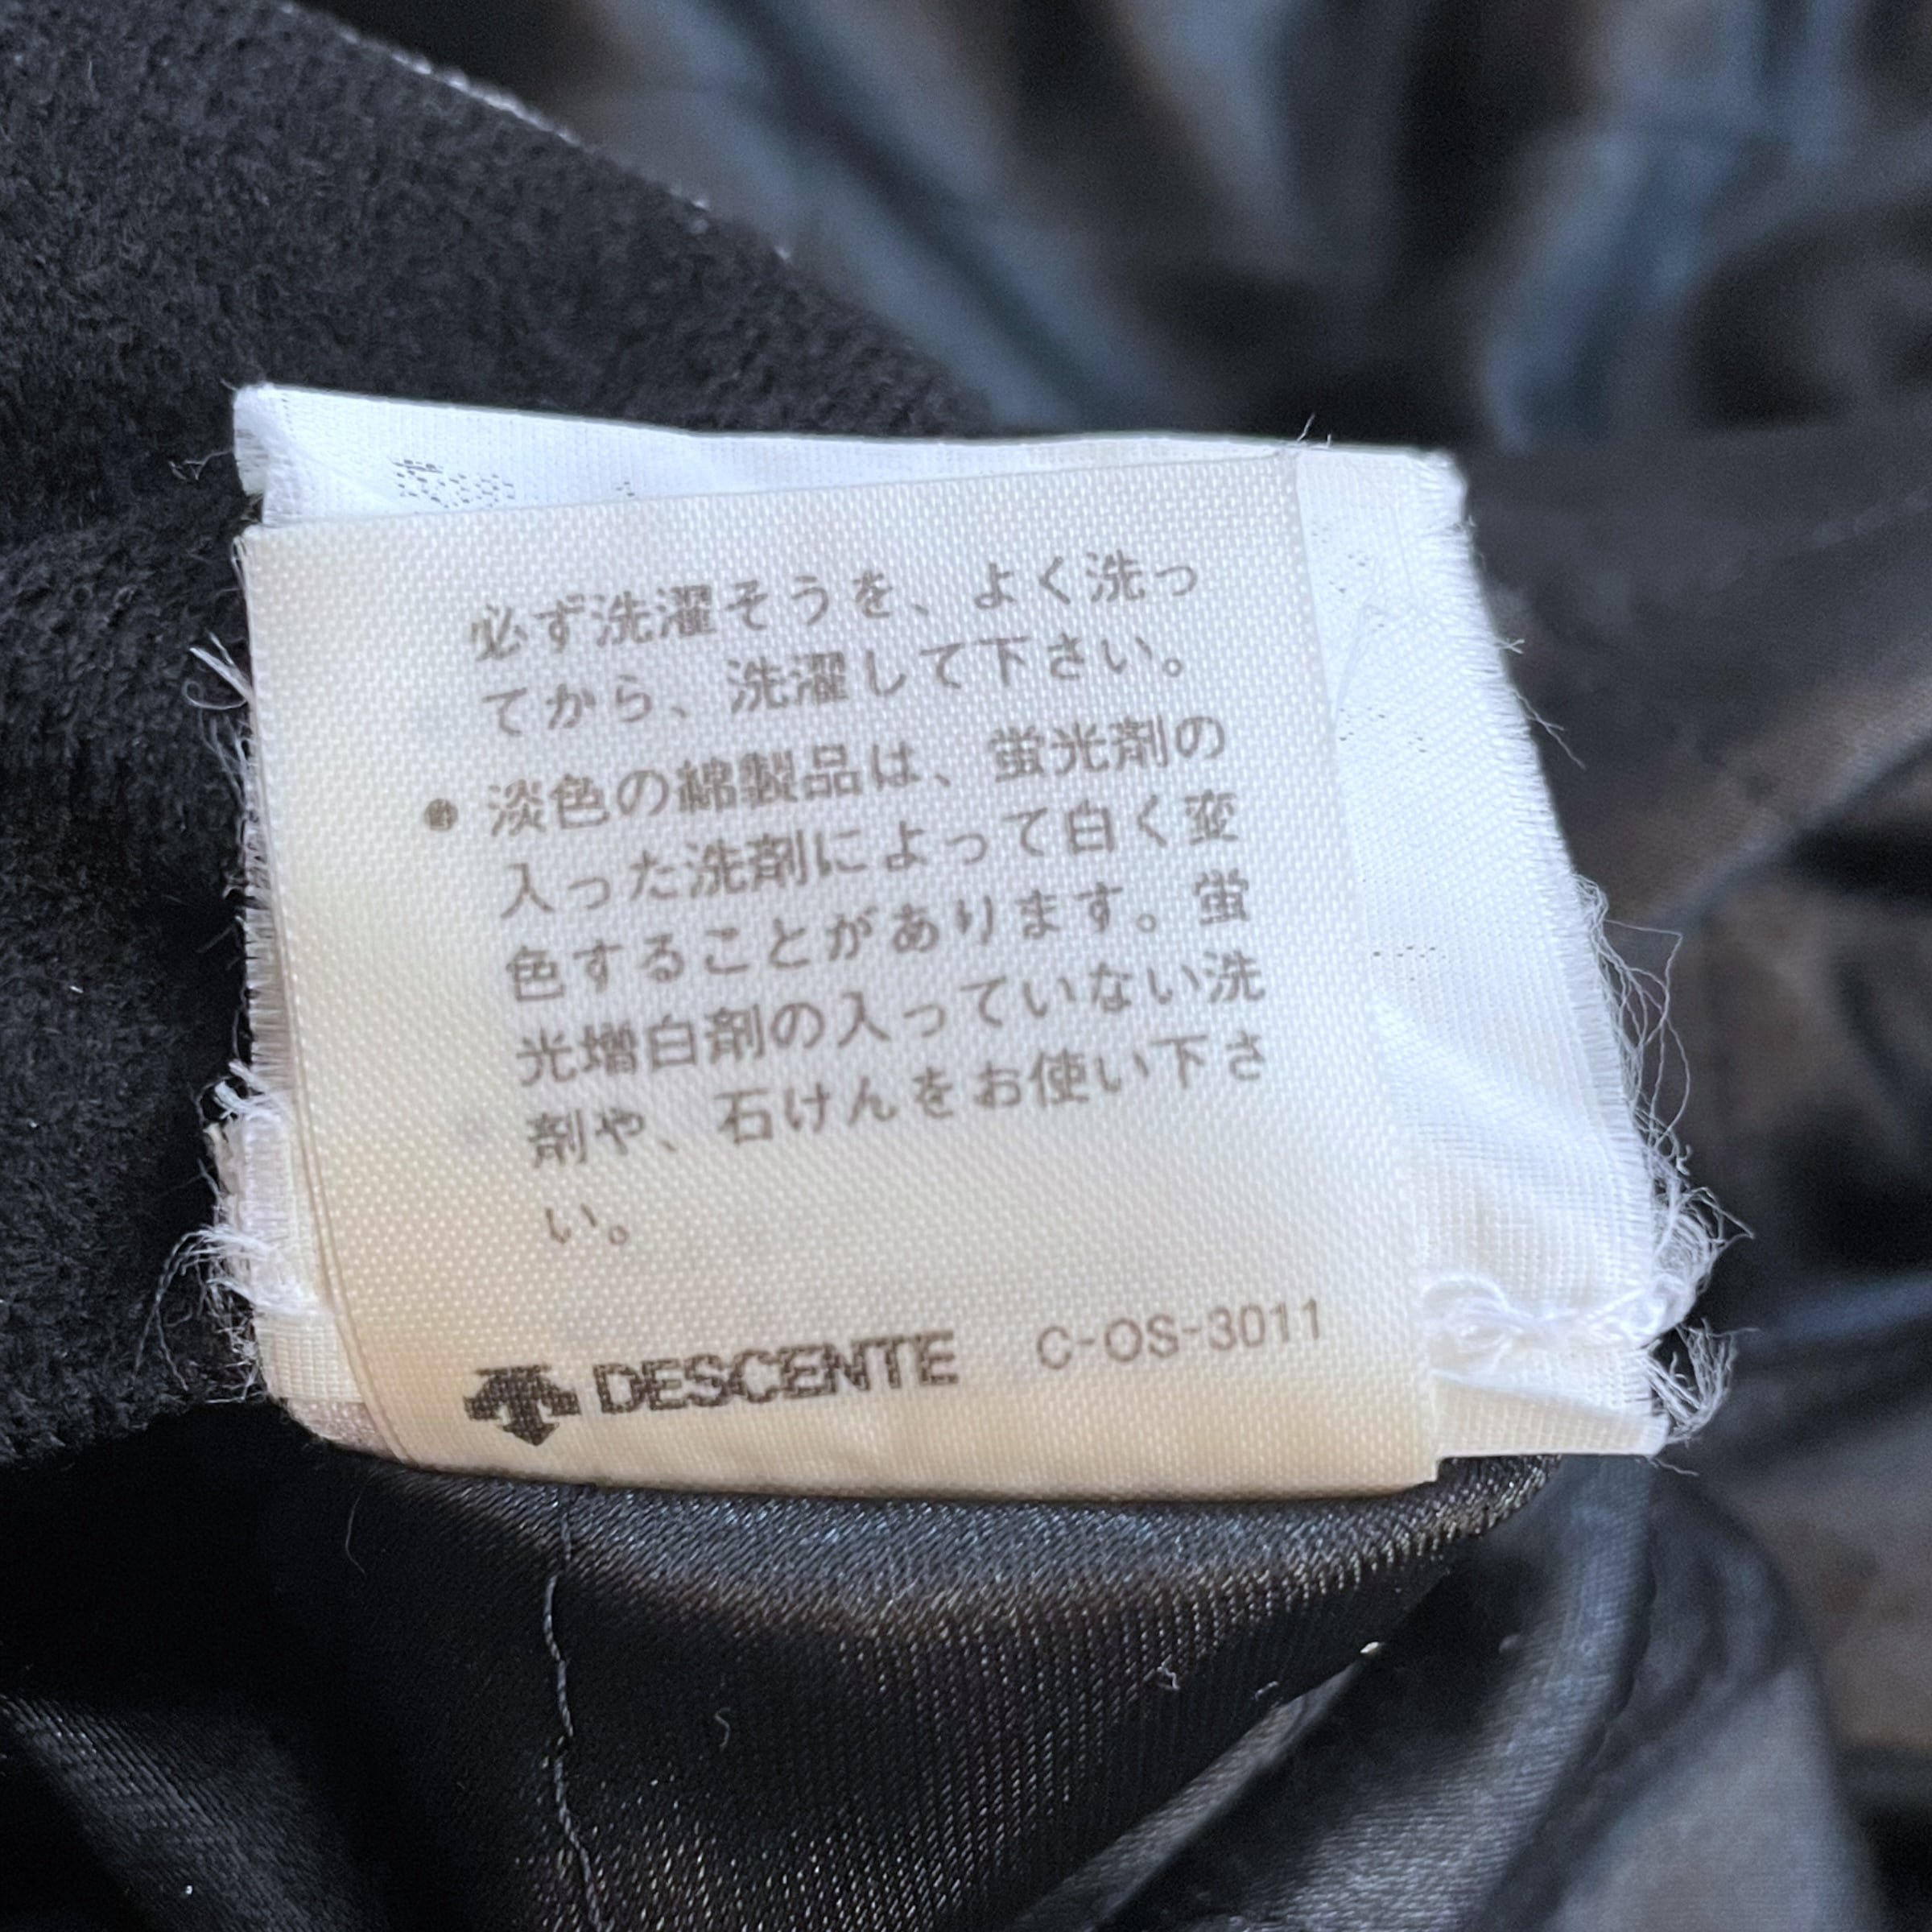 必ず洗濯そうを、よく洗っ
てから、洗濯して下さい。
● 淡色の綿製品は、蛍光剤の
入った洗剤によって白く変
色することがあります。蛍
光増白剤の入っていない洗
剤や、石けんをお使い下さ
い。
DESCENTE C-OS-3011